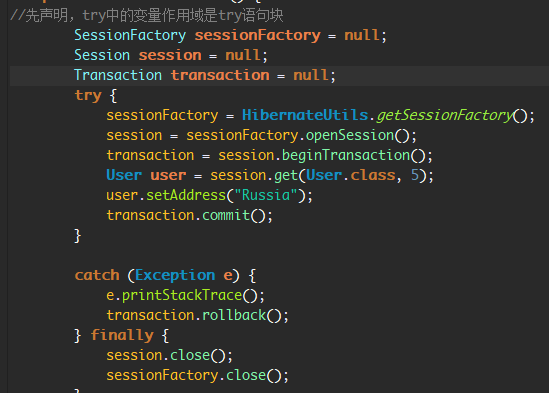 () {
//先声明，try中的变量作用域是try语句块
SessionFactory sessionFactory = null;
Session session = null;
Transaction transaction = null;
try {
sessionFactory = HibernateUtils.getSessionFactory();
session = sessionFactory.openSession();
transaction = session.beginTransaction();
User user = session.get(User.class, 5);
user.setAddress("Russia");
transaction.commit();
}
catch (Exception e) {
e.printStackTrace();
transaction.rollback();
} finally {
session.close();
sessionFactory.close();
}